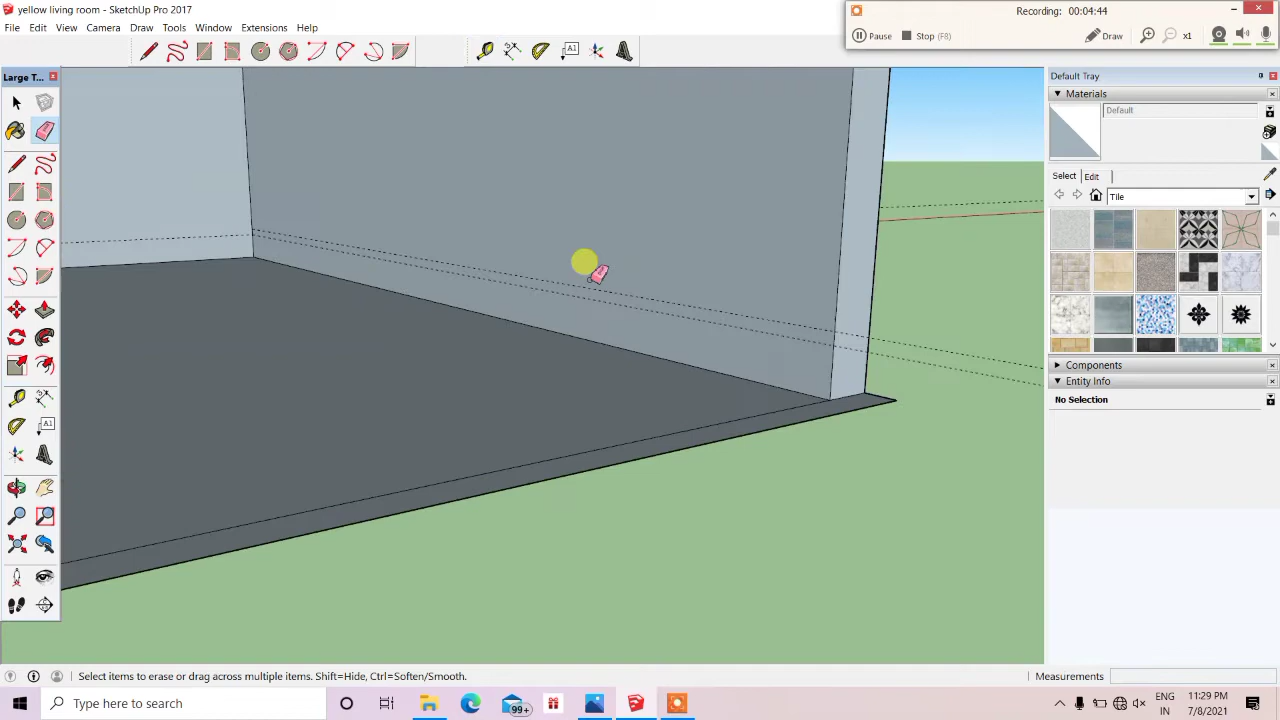 yellow living room - SketchUp Pro 2017
File Edit View Camera Draw Tools Window Extensions Help
Recording: 00:04:44
Pause Stop (F8) Draw x1
A1
Large T...
A1
Default Tray
Materials
Default
Select Edit
Tile
Components
Entity Info
No Selection
Select items to erase or drag across multiple items. Shift=Hide, Ctrl=Soften/Smooth.
Measurements
Type here to search
99+
ENG
IN
11:29 PM
7/8/2021